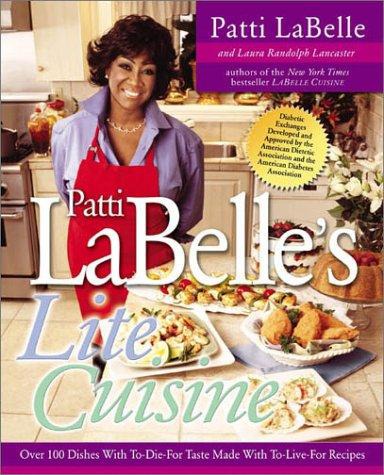 Patti LaBelle
and Laura Randolph Lancaster
authors of the New York Times
bestseller LABELLE CUISINE
Diabetic
Exchanges
Developed and
Approved by the
American Dietetic
Association and the
American Diabetes
Association
Patti
LaBelle's
Lite
Cuisine
Over 100 Dishes With To-Die-For Taste Made With To-Live-For Recipes